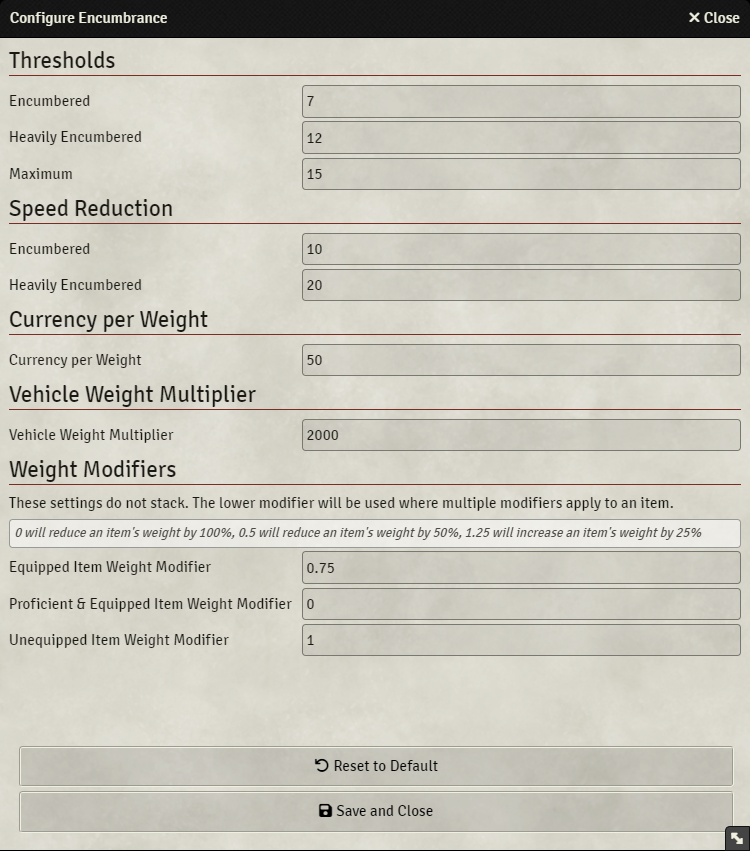 Configure Encumbrance
Close
Thresholds
Encumbered
7
Heavily Encumbered
12
Maximum
15
Speed Reduction
Encumbered
10
Heavily Encumbered
20
Currency per Weight
Currency per Weight
50
Vehicle Weight Multiplier
Vehicle Weight Multiplier
2000
Weight Modifiers
These settings do not stack. The lower modifier will be used where multiple modifiers apply to an item.
0 will reduce an item's weight by 100%, 0.5 will reduce an item's weight by 50%, 1.25 will increase an item's weight by 25%
Equipped Item Weight Modifier
0.75
Proficient & Equipped Item Weight Modifier
0
Unequipped Item Weight Modifier
1
Reset to Default
Save and Close